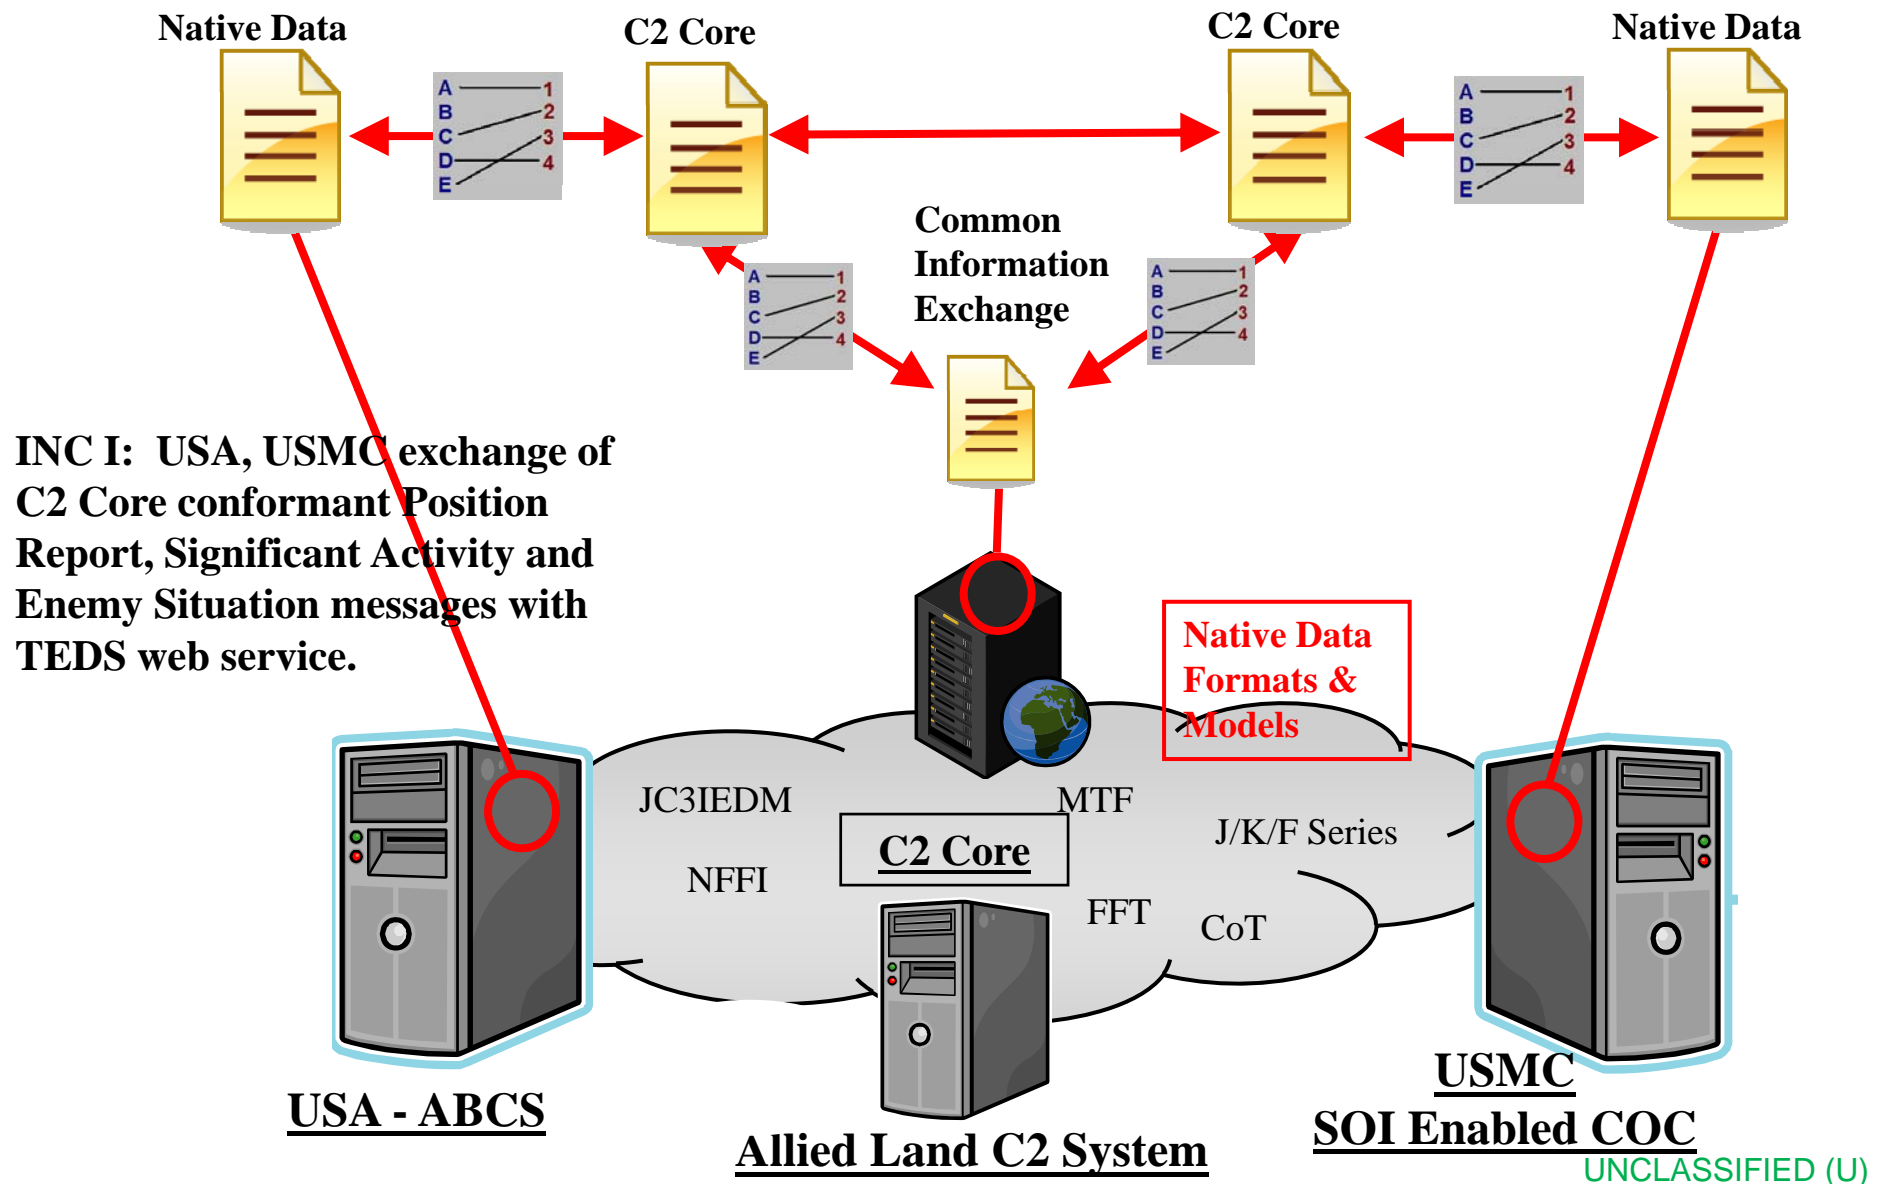 Native Data
C2 Core
C2 Core
Native Data
A 1
B 2
C 3
D 4
E
A 1
B 2
C 3
D 4
E
Common
Information
Exchange
A 1
B 2
C 3
D 4
E
A 1
B 2
C 3
D 4
E
INC I: USA, USMC exchange of
C2 Core conformant Position
Report, Significant Activity and
Enemy Situation messages with
TEDS web service.
Native Data
Formats &
Models
JC3IEDM
MTF
J/K/F Series
C2 Core
NFFI
FFT
CoT
USA - ABCS
Allied Land C2 System
USMC
SOI Enabled COC
UNCLASSIFIED (U)